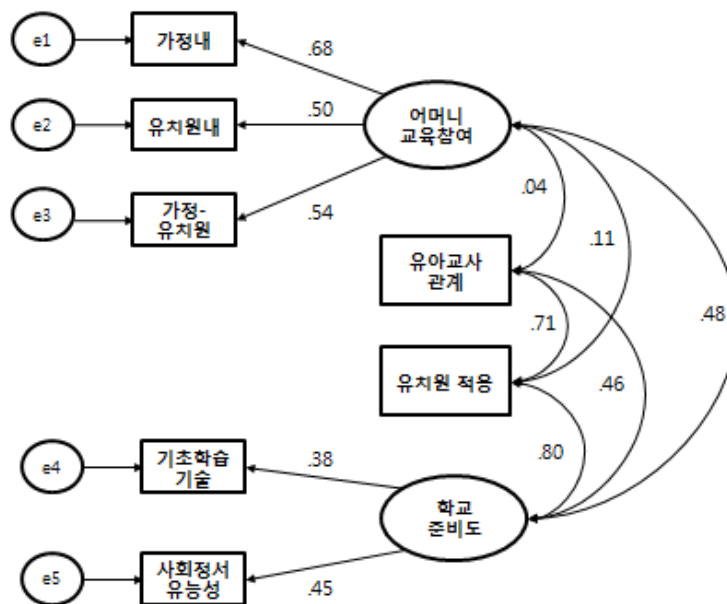 e1
가정내
.68
e2
유치원내
.50
어머니
교육참여
e3
가정-
유치원
.54
.04
유아교사
관계
.11
.71
.48
유치원 적응
.46
e4
기초학습
기술
.38
.80
학교
준비도
e5
사회정서
유능성
.45